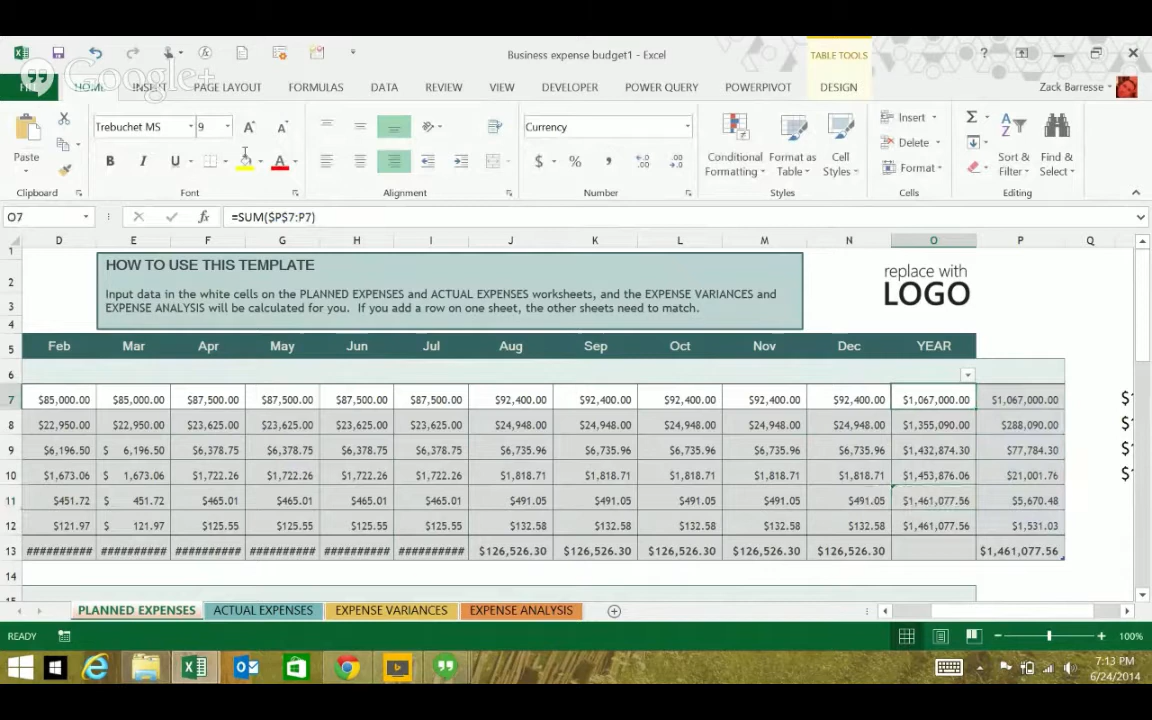 Business expense budget1 - Excel
TABLE TOOLS
Google+
FILE HOME INSERT PAGE LAYOUT FORMULAS DATA REVIEW VIEW DEVELOPER POWER QUERY POWERPIVOT DESIGN Zack Barresse
Trebuchet MS 9 Currency Insert
Delete
Paste B I U A $ % , Conditional Formatting Format as Table Cell Styles Format Sort & Filter Find & Select
Clipboard Font Alignment Number Styles Cells Editing
O7 fx =SUM($P$7:P7)
D E F G H I J K L M N O P Q
1
HOW TO USE THIS TEMPLATE
replace with
2
Input data in the white cells on the PLANNED EXPENSES and ACTUAL EXPENSES worksheets, and the EXPENSE VARIANCES and
LOGO
3
EXPENSE ANALYSIS will be calculated for you. If you add a row on one sheet, the other sheets need to match.
4
5 Feb Mar Apr May Jun Jul Aug Sep Oct Nov Dec YEAR
6
7 $85,000.00 $85,000.00 $87,500.00 $87,500.00 $87,500.00 $87,500.00 $92,400.00 $92,400.00 $92,400.00 $92,400.00 $92,400.00 $1,067,000.00 $1,067,000.00 $
8 $22,950.00 $22,950.00 $23,625.00 $23,625.00 $23,625.00 $23,625.00 $24,948.00 $24,948.00 $24,948.00 $24,948.00 $24,948.00 $1,355,090.00 $288,090.00 $
9 $6,196.50 $ 6,196.50 $6,378.75 $6,378.75 $6,378.75 $6,378.75 $6,735.96 $6,735.96 $6,735.96 $6,735.96 $6,735.96 $1,432,874.30 $77,784.30 $
10 $1,673.06 $ 1,673.06 $1,722.26 $1,722.26 $1,722.26 $1,722.26 $1,818.71 $1,818.71 $1,818.71 $1,818.71 $1,818.71 $1,453,876.06 $21,001.76 $
11 $451.72 $ 451.72 $465.01 $465.01 $465.01 $465.01 $491.05 $491.05 $491.05 $491.05 $491.05 $1,461,077.56 $5,670.48
12 $121.97 $ 121.97 $125.55 $125.55 $125.55 $125.55 $132.58 $132.58 $132.58 $132.58 $132.58 $1,461,077.56 $1,531.03
13 ########## ########## ########## ########## ########## ########## $126,526.30 $126,526.30 $126,526.30 $126,526.30 $126,526.30 $1,461,077.56
14
PLANNED EXPENSES ACTUAL EXPENSES EXPENSE VARIANCES EXPENSE ANALYSIS
READY 100%
7:13 PM
6/24/2014